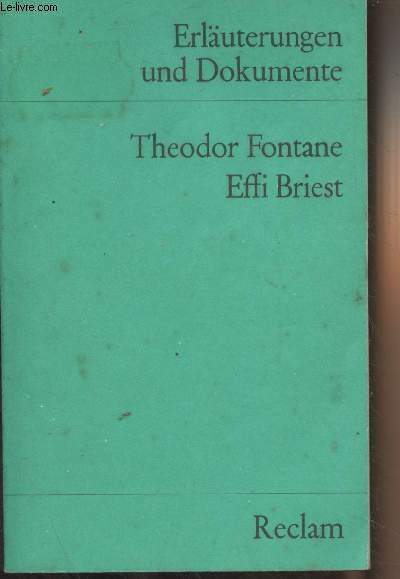 Le-livre.com
Erläuterungen
und Dokumente
Theodor Fontane
Effi Briest
Reclam